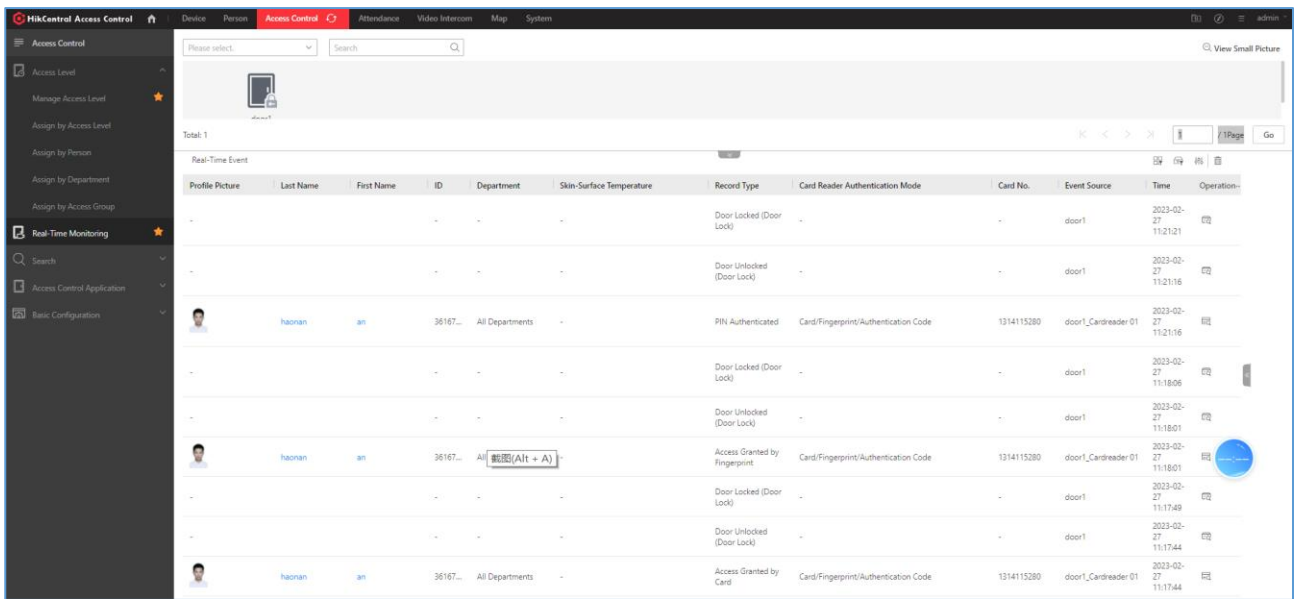 HikCentral Access Control Device Person Access Control Attendance Video Intercom Map System admin
Access Control
Please select. Search View Small Picture
Access Level
Manage Access Level
Assign by Access Level
Assign by Person
Assign by Department
Assign by Access Group
Real-Time Monitoring
Search
Access Control Application
Basic Configuration
door1
Total: 1 / 1Page Go
Real-Time Event
Profile Picture Last Name First Name ID Department Skin-Surface Temperature Record Type Card Reader Authentication Mode Card No. Event Source Time Operation
- - - - Door Locked (Door Lock) - - door1 2023-02-27 11:21:21
- - - - Door Unlocked (Door Lock) - - door1 2023-02-27 11:21:16
haonan an 36167... All Departments - PIN Authenticated Card/Fingerprint/Authentication Code 1314115280 door1_Cardreader 01 2023-02-27 11:21:16
- - - - Door Locked (Door Lock) - - door1 2023-02-27 11:18:06
- - - - Door Unlocked (Door Lock) - - door1 2023-02-27 11:18:01
haonan an 36167... All 截图(Alt + A) - Access Granted by Fingerprint Card/Fingerprint/Authentication Code 1314115280 door1_Cardreader 01 2023-02-27 11:18:01
- - - - Door Locked (Door Lock) - - door1 2023-02-27 11:17:49
- - - - Door Unlocked (Door Lock) - - door1 2023-02-27 11:17:44
haonan an 36167... All Departments - Access Granted by Card Card/Fingerprint/Authentication Code 1314115280 door1_Cardreader 01 2023-02-27 11:17:44